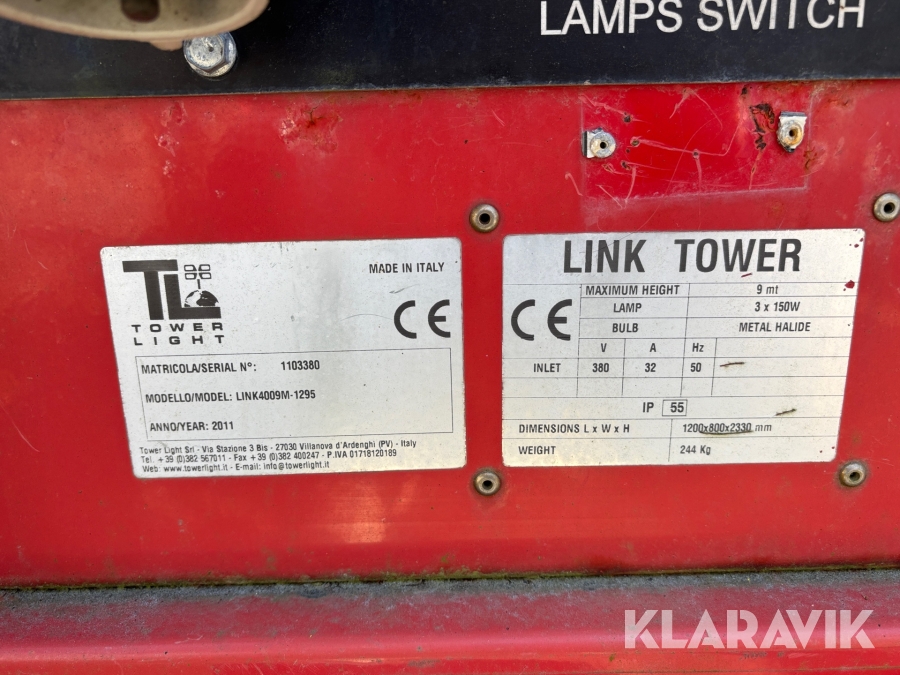 LAMPS SWITCH
TL
TOWER
LIGHT
MADE IN ITALY
CE
MATRICOLA/SERIAL N°: 1103380
MODELLO/MODEL: LINK4009M-1295
ANNO/YEAR: 2011
Tower Light Srl - Via Stazione 3 Bis - 27030 Villanova d'Ardenghi (PV) - Italy
Tel. +39 (0)382 567011 - Fax +39 (0)382 400247 - P.IVA 01718120189
Web: www.towerlight.it - E-mail: info@towerlight.it
LINK TOWER
CE
MAXIMUM HEIGHT 9 mt
LAMP 3 x 150W
BULB METAL HALIDE
V A Hz
INLET 380 32 50
IP 55
DIMENSIONS L x W x H 1200x800x2330 mm
WEIGHT 244 Kg
KLARAVIK